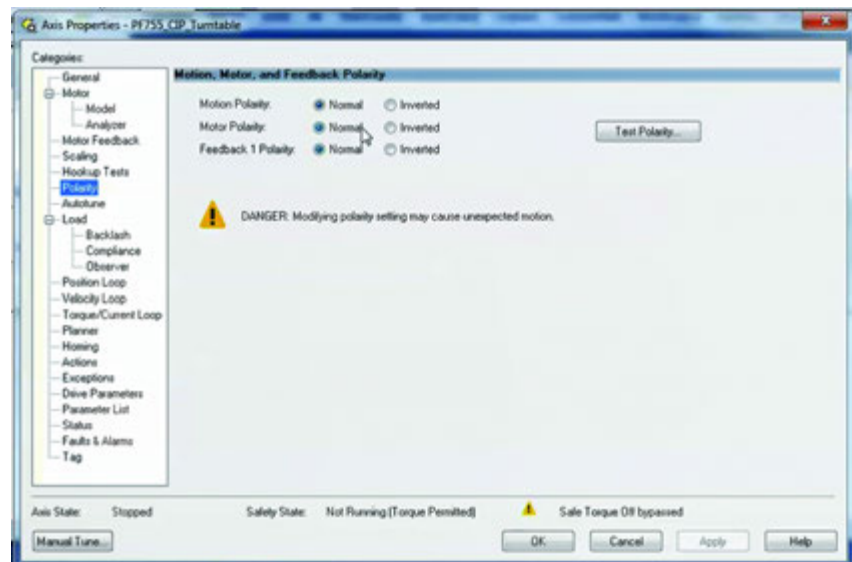 Axis Properties - PF755_CIP_Turntable
Categories:
General
Motor
Model
Analyzer
Motor Feedback
Scaling
Hookup Tests
Polarity
Autotune
Load
Backlash
Compliance
Observer
Position Loop
Velocity Loop
Torque/Current Loop
Planner
Homing
Actions
Exceptions
Drive Parameters
Parameter List
Status
Faults & Alarms
Tag
Motion, Motor, and Feedback Polarity
Motion Polarity: Normal Inverted
Motor Polarity: Normal Inverted
Test Polarity...
Feedback 1 Polarity: Normal Inverted
DANGER: Modifying polarity setting may cause unexpected motion.
Axis State: Stopped Safety State: Not Running (Torque Permitted) Safe Torque Off bypassed
Manual Tune... OK Cancel Apply Help